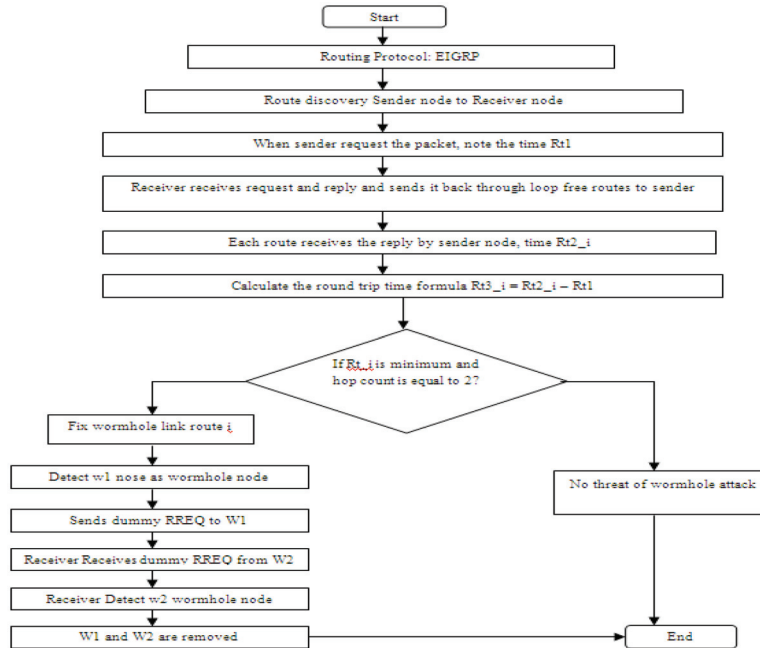 Start
Routing Protocol: EIGRP
Route discovery Sender node to Receiver node
When sender request the packet, note the time Rt1
Receiver receives request and reply and sends it back through loop free routes to sender
Each route receives the reply by sender node, time Rt2_i
Calculate the round trip time formula Rt3_i = Rt2_i – Rt1
If Rt_i is minimum and
hop count is equal to 2?
Fix wormhole link route i
Detect w1 nose as wormhole node
No threat of wormhole attack
Sends dummy RREQ to W1
Receiver Receives dummy RREQ from W2
Receiver Detect w2 wormhole node
W1 and W2 are removed
End